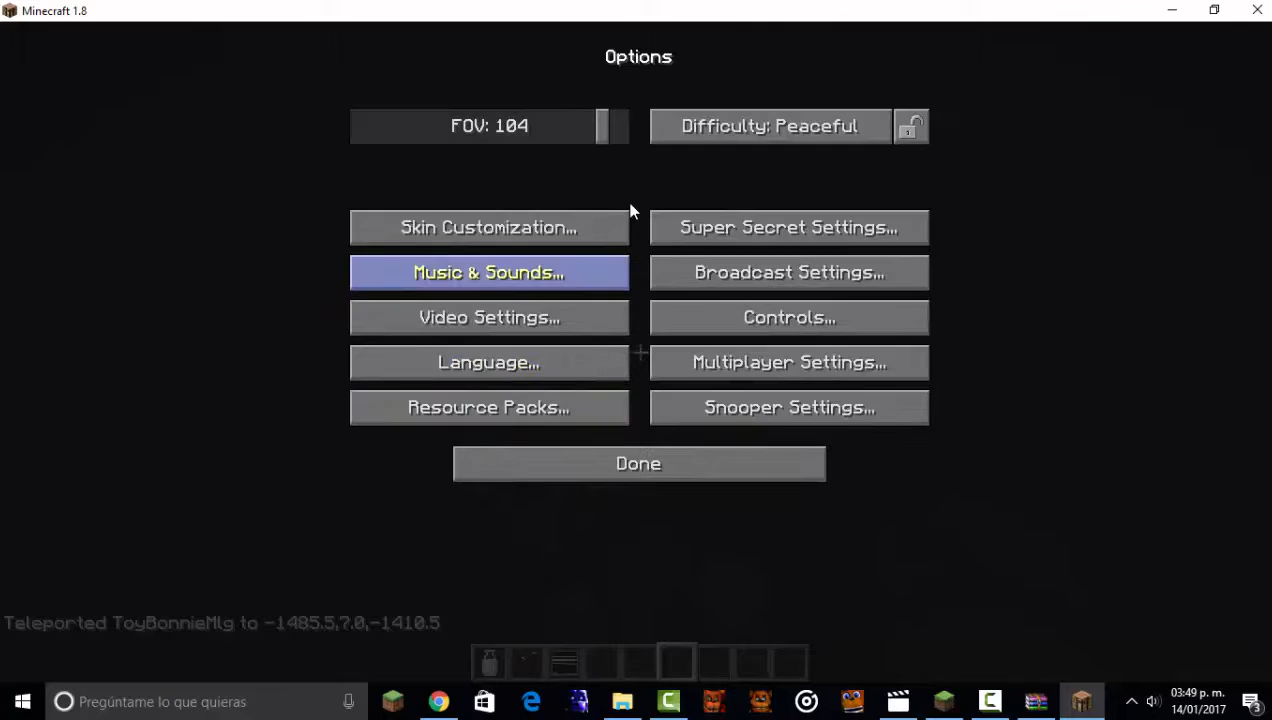 Minecraft 1.8
Options
FOV: 104
Difficulty: Peaceful
Skin Customization...
Super Secret Settings...
Music & Sounds...
Broadcast Settings...
Video Settings...
Controls...
Language...
Multiplayer Settings...
Resource Packs...
Snooper Settings...
Done
Teleported ToyBonnieMlg to -1485.5,7.0,-1410.5
Pregúntame lo que quieras
03:49 p. m.
14/01/2017
3